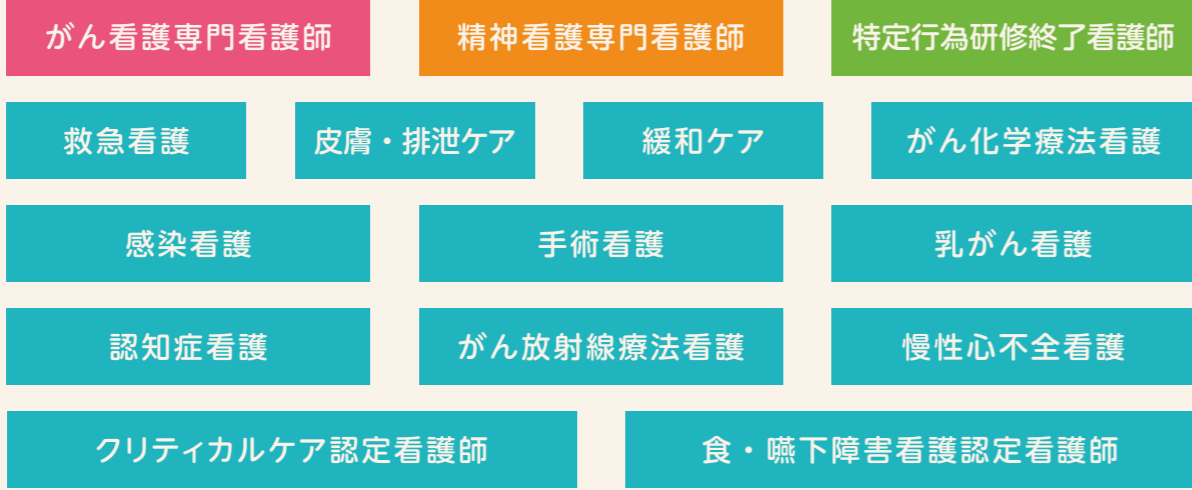 がん看護専門看護師 精神看護専門看護師 特定行為研修終了看護師
救急看護 皮膚・排泄ケア 緩和ケア がん化学療法看護
感染看護 手術看護 乳がん看護
認知症看護 がん放射線療法看護 慢性心不全看護
クリティカルケア認定看護師 食・嚥下障害看護認定看護師